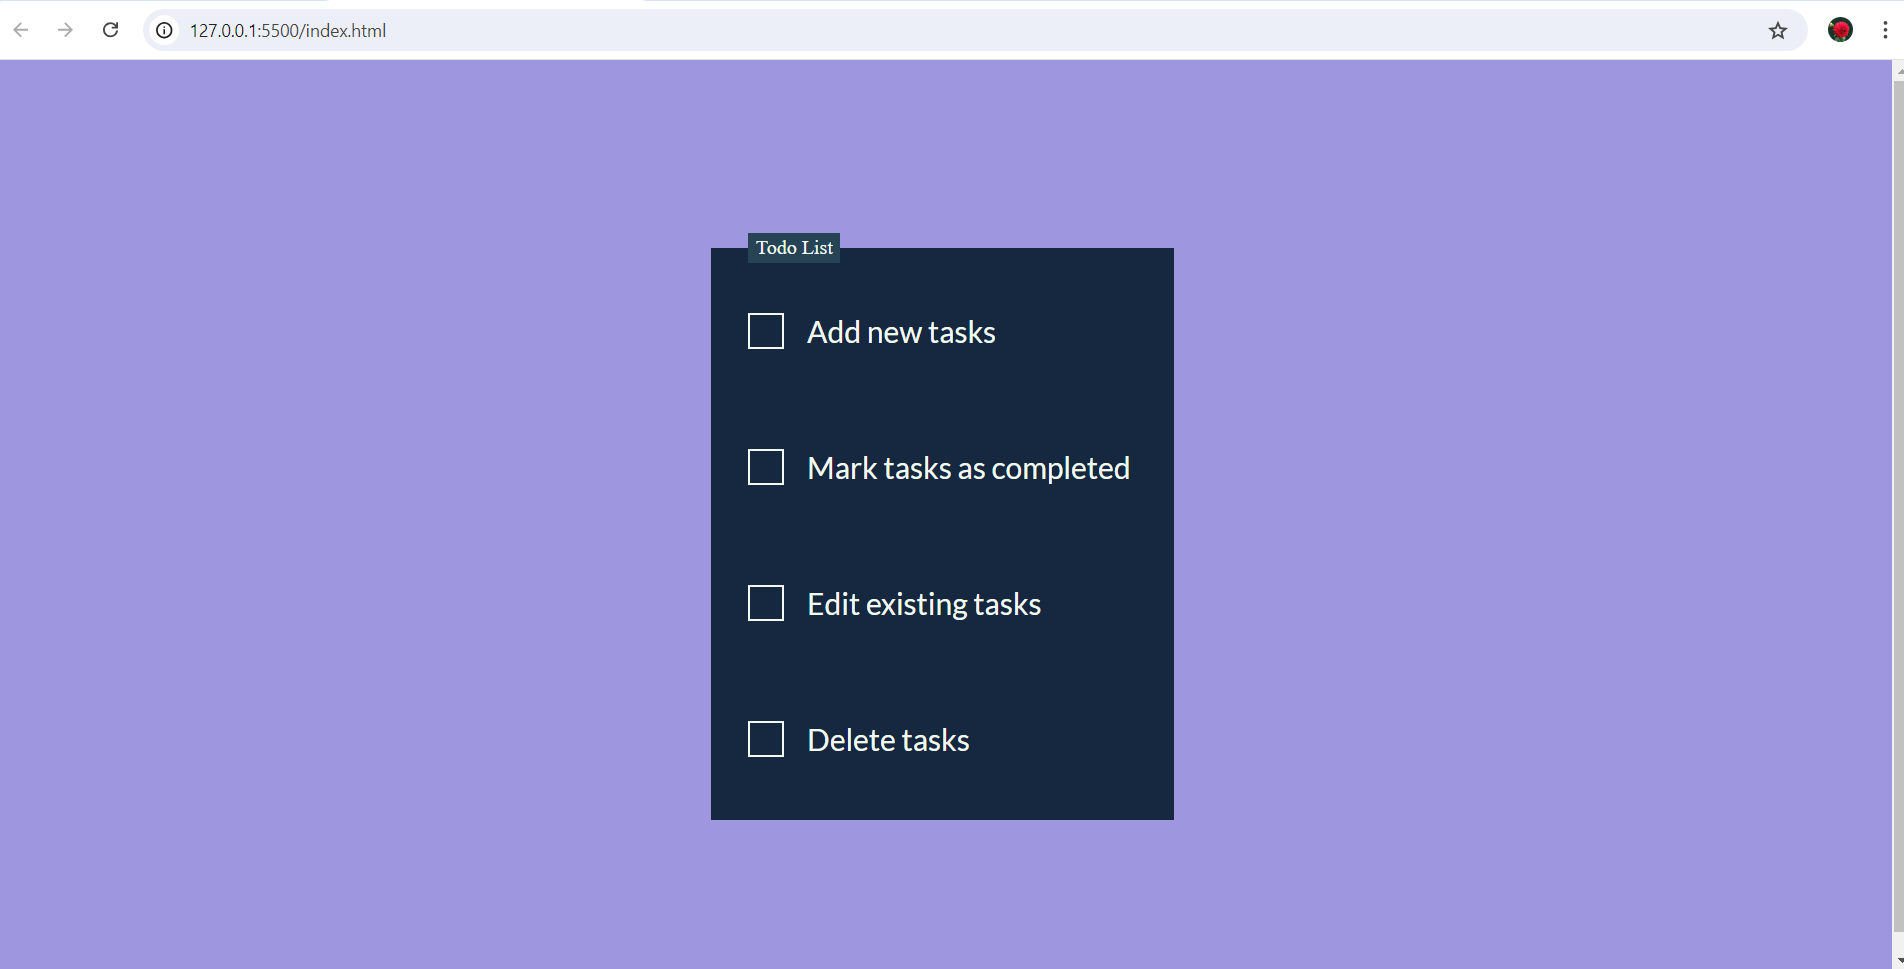 127.0.0.1:5500/index.html
Todo List
Add new tasks
Mark tasks as completed
Edit existing tasks
Delete tasks